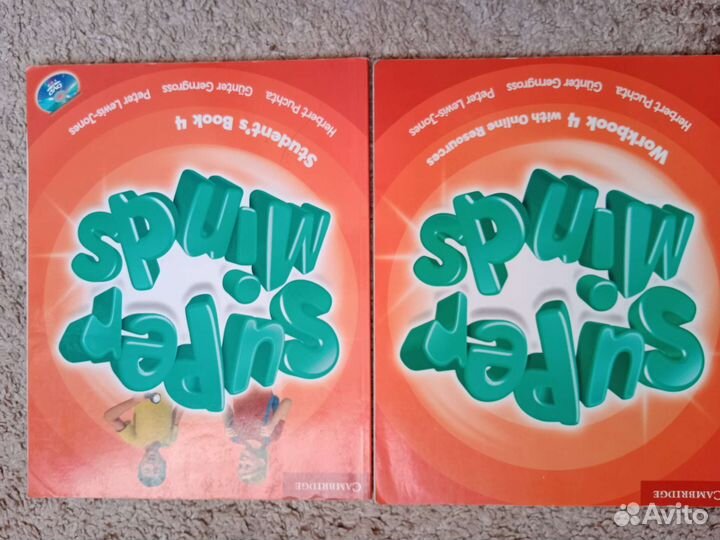 Super
Minds
Student's Book 4
Herbert Puchta Günter Gerngross Peter Lewis-Jones
CAMBRIDGE
Super
Minds
Workbook 4 with Online Resources
Herbert Puchta Günter Gerngross Peter Lewis-Jones
CAMBRIDGE
Avito